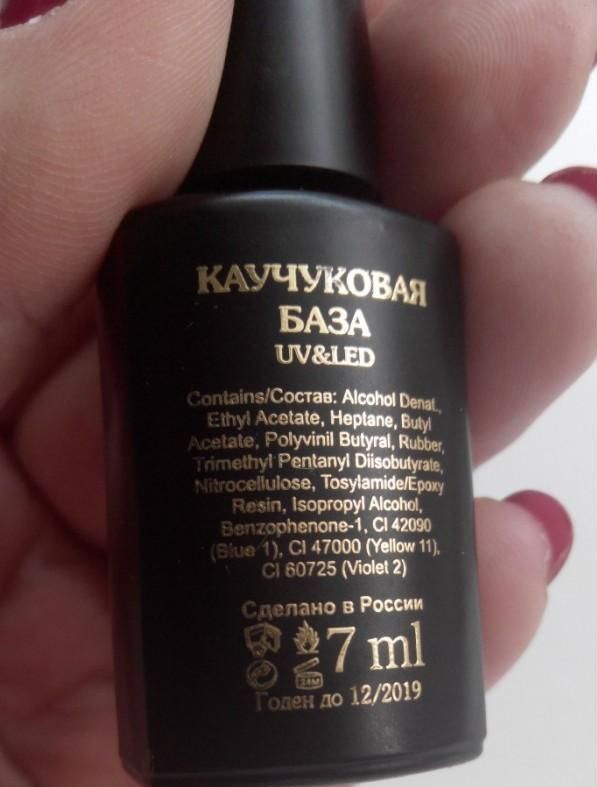 КАУЧУКОВАЯ
БАЗА
UV&LED
Contains/Состав: Alcohol Denat.,
Ethyl Acetate, Heptane, Butyl
Acetate, Polyvinil Butyral, Rubber,
Trimethyl Pentanyl Diisobutyrate,
Nitrocellulose, Tosylamide/Epoxy
Resin, Isopropyl Alcohol,
Benzophenone-1, CI 42090
(Blue 1), CI 47000 (Yellow 11),
CI 60725 (Violet 2)
Сделано в России
7 ml
24M
Годен до 12/2019